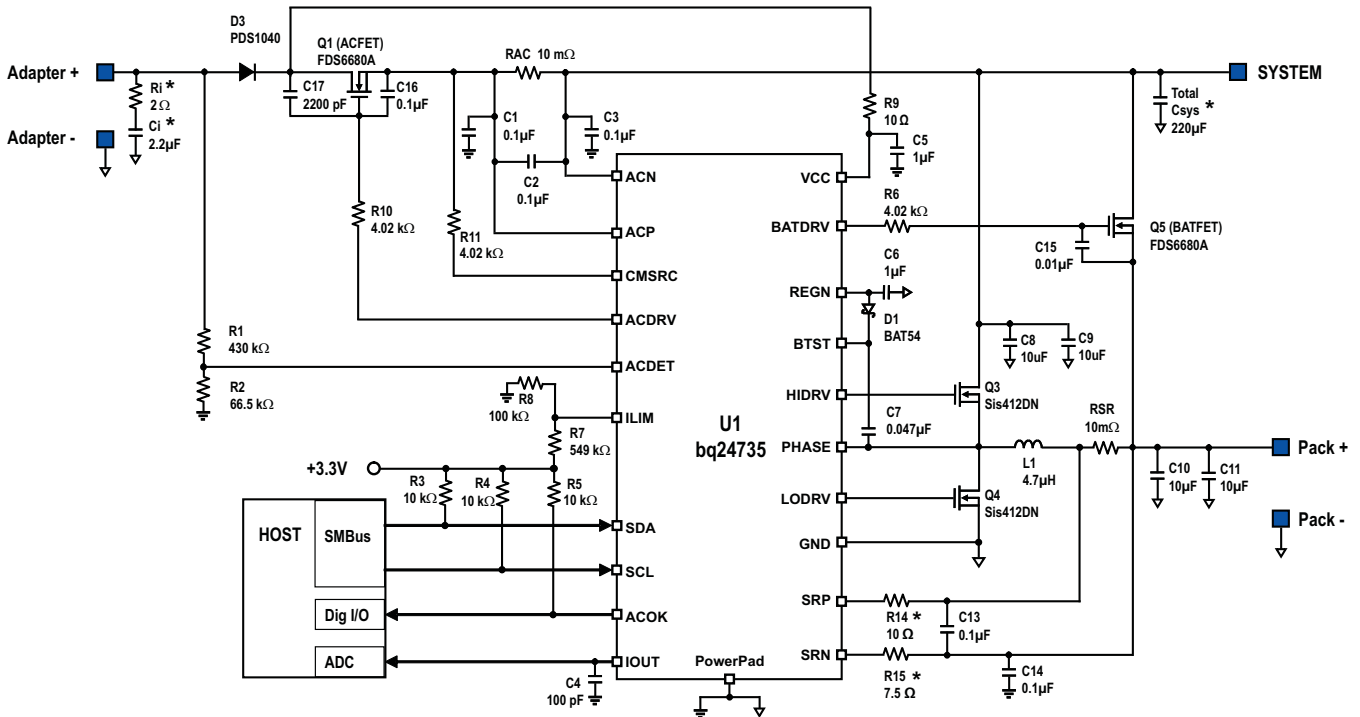 D3
PDS1040
Q1 (ACFET)
FDS6680A
RAC 10 mΩ
Adapter +
SYSTEM
Ri *
2Ω
Ci *
2.2μF
Adapter -
C17
2200 pF
C16
0.1μF
C1
0.1μF
C3
0.1μF
C2
0.1μF
R9
10Ω
C5
1μF
Total
Csys *
220μF
R10
4.02 kΩ
R11
4.02 kΩ
R6
4.02 kΩ
C15
0.01μF
Q5 (BATFET)
FDS6680A
C6
1μF
D1
BAT54
R1
430 kΩ
R2
66.5 kΩ
R8
100 kΩ
R7
549 kΩ
+3.3V
R3
10 kΩ
R4
10 kΩ
R5
10 kΩ
HOST
SMBus
Dig I/O
ADC
C4
100 pF
ACN
ACP
CMSRC
ACDRV
ACDET
ILIM
SDA
SCL
ACOK
IOUT
U1
bq24735
PowerPad
VCC
BATDRV
REGN
BTST
HIDRV
PHASE
LODRV
GND
SRP
SRN
C7
0.047μF
C8
10uF
C9
10uF
Q3
Sis412DN
Q4
Sis412DN
L1
4.7μH
RSR
10mΩ
C10
10μF
C11
10μF
Pack +
Pack -
R14 *
10 Ω
C13
0.1μF
R15 *
7.5 Ω
C14
0.1μF